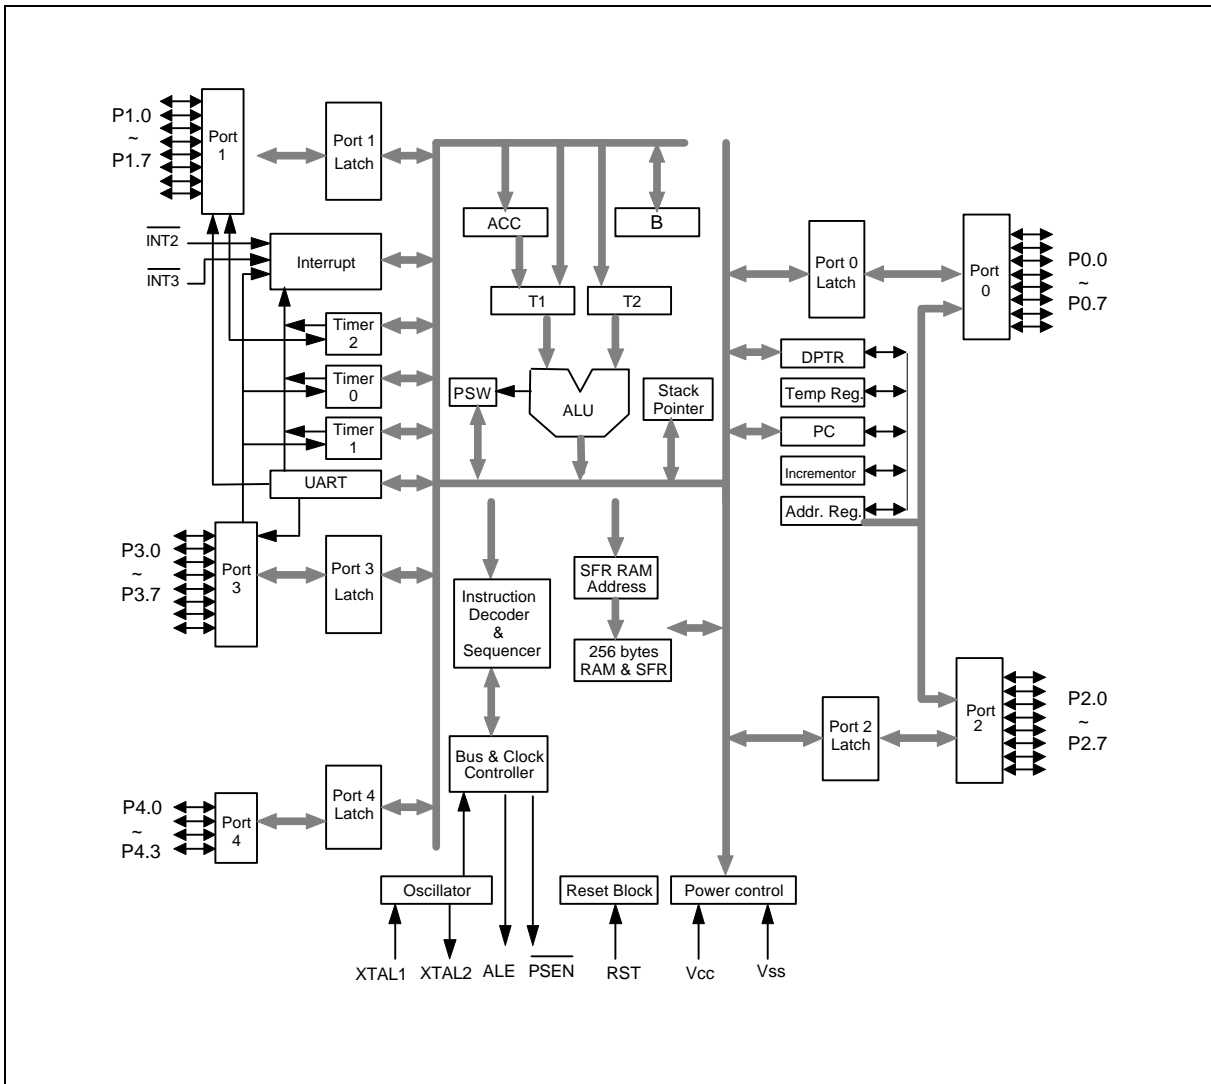 P1.0
~
P1.7
Port
1
Port 1
Latch
INT2
INT3
Interrupt
Timer
2
Timer
0
Timer
1
UART
P3.0
~
P3.7
Port
3
Port 3
Latch
P4.0
~
P4.3
Port
4
Port 4
Latch
ACC
B
T1
T2
PSW
ALU
Stack
Pointer
Instruction
Decoder
&
Sequencer
SFR RAM
Address
256 bytes
RAM & SFR
Bus & Clock
Controller
Oscillator
Reset Block
Power control
XTAL1
XTAL2
ALE
PSEN
RST
Vcc
Vss
Port 0
Latch
Port
0
P0.0
~
P0.7
DPTR
Temp Reg.
PC
Incrementor
Addr. Reg.
Port 2
Latch
Port
2
P2.0
~
P2.7